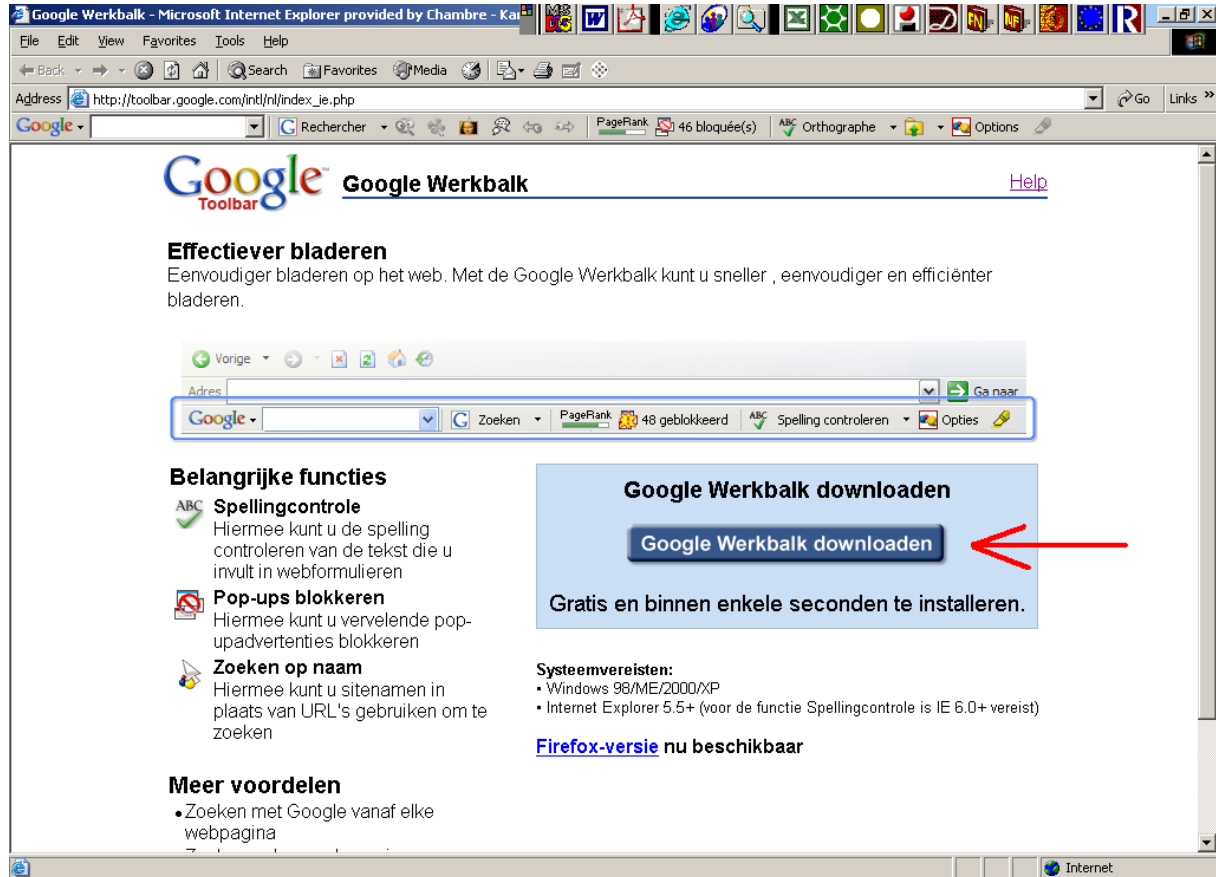 Google Werkbalk - Microsoft Internet Explorer provided by Chambre - Ka
File Edit View Favorites Tools Help
Back Search Favorites Media
Address http://toolbar.google.com/intl/nl/index_ie.php Go Links »
Google Rechercher PageRank 46 bloquée(s) ABC Orthographe Options
Google™ Toolbar Google Werkbalk Help
Effectiever bladeren
Eenvoudiger bladeren op het web. Met de Google Werkbalk kunt u sneller , eenvoudiger en efficiënter
bladeren.
Vorige
Adres Ga naar
Google G Zoeken PageRank 48 geblokkeerd ABC Spelling controleren Opties
Belangrijke functies
ABC Spellingcontrole
Hiermee kunt u de spelling
controleren van de tekst die u
invult in webformulieren
Pop-ups blokkeren
Hiermee kunt u vervelende pop-
upadvertenties blokkeren
Zoeken op naam
Hiermee kunt u sitenamen in
plaats van URL's gebruiken om te
zoeken
Meer voordelen
• Zoeken met Google vanaf elke
webpagina
Google Werkbalk downloaden
Google Werkbalk downloaden
Gratis en binnen enkele seconden te installeren.
Systeemvereisten:
• Windows 98/ME/2000/XP
• Internet Explorer 5.5+ (voor de functie Spellingcontrole is IE 6.0+ vereist)
Firefox-versie nu beschikbaar
Internet